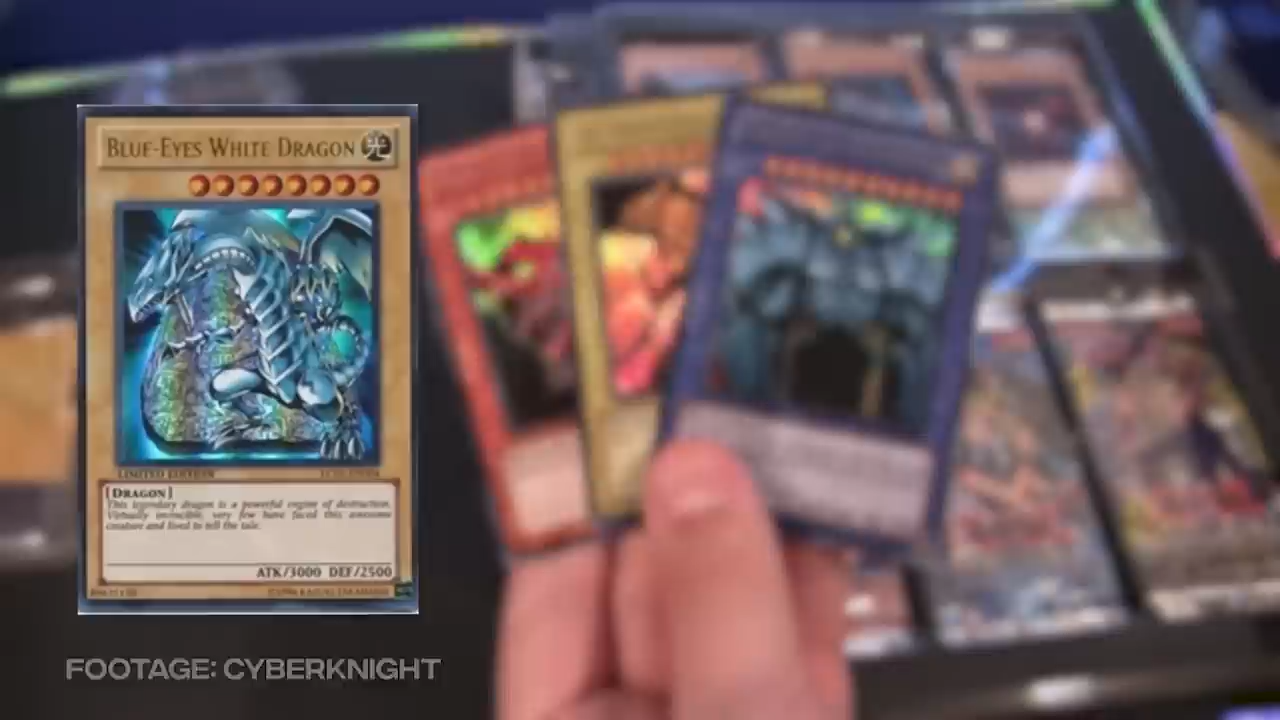 BLUE-EYES WHITE DRAGON
LIMITED EDITION
[DRAGON]
This legendary dragon is a powerful engine of destruction.
Virtually invincible, very few have faced this awesome
creature and lived to tell the tale.
ATK/3000 DEF/2500
FOOTAGE: CYBERKNIGHT